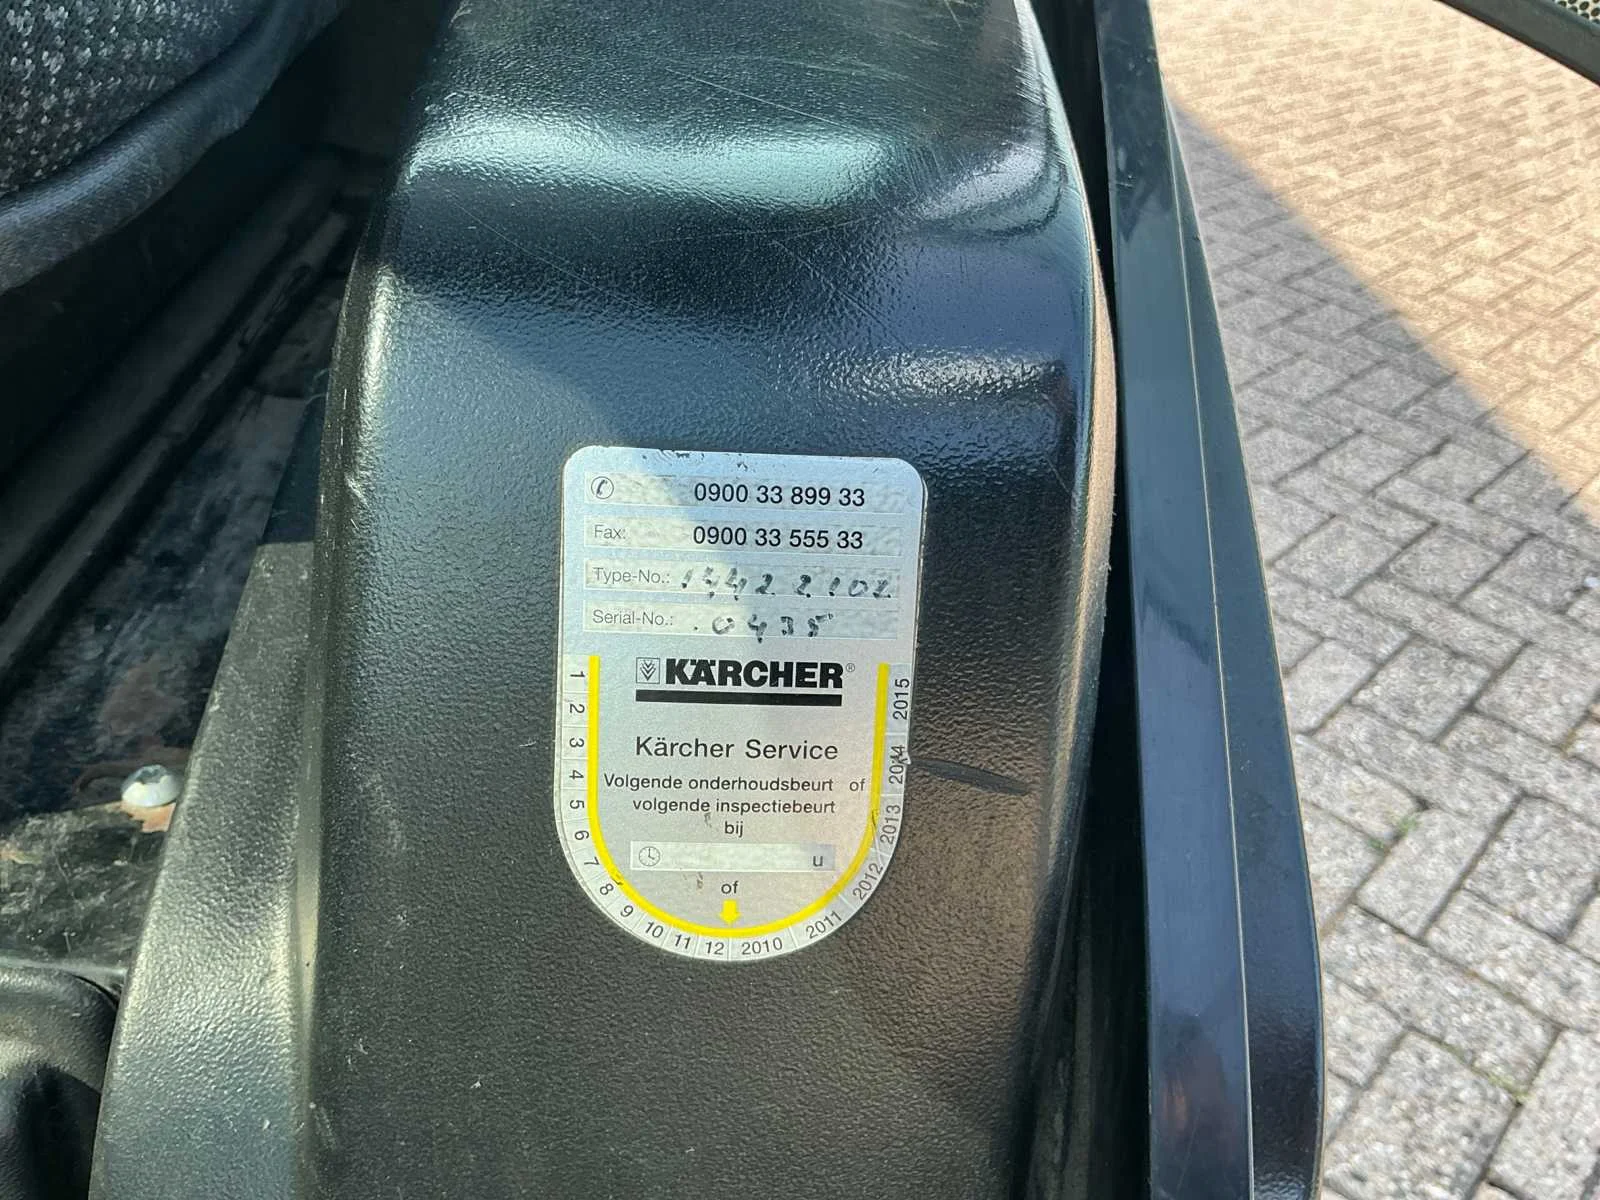 0900 33 899 33
Fax: 0900 33 555 33
Type-No.: 14422102
Serial-No.: 0435
KÄRCHER®
Kärcher Service
Volgende onderhoudsbeurt of
volgende inspectiebeurt
bij
u
of
1 2 3 4 5 6 7 8 9 10 11 12 2010 2011 2012 2013 2014 2015